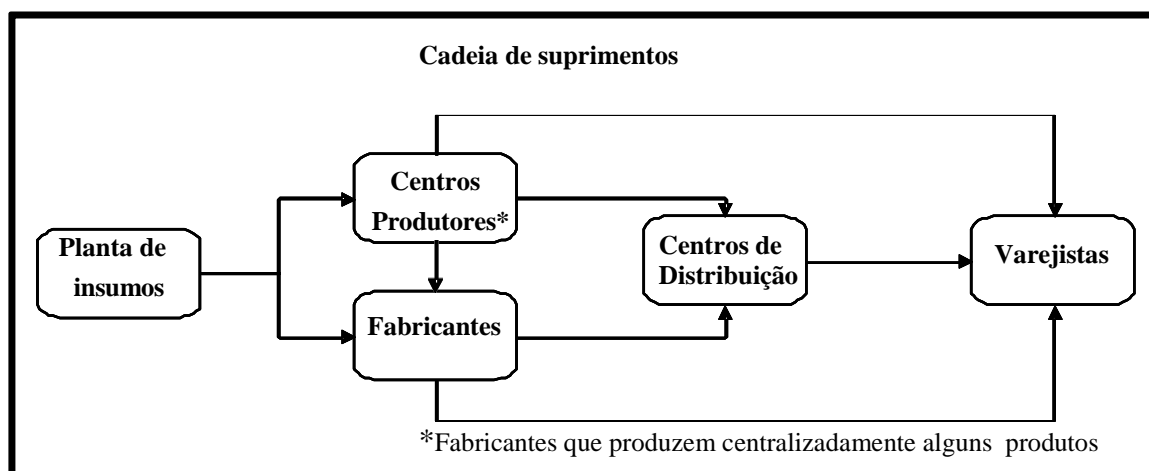 Cadeia de suprimentos
Centros
Produtores*
Planta de
insumos
Fabricantes
Centros de
Distribuição
Varejistas
*Fabricantes que produzem centralizadamente alguns produtos